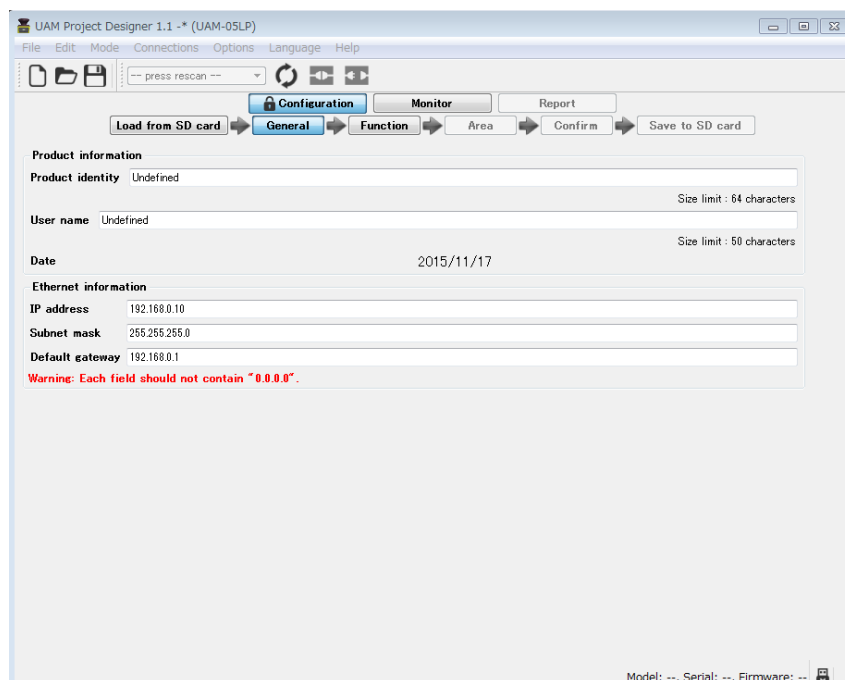 UAM Project Designer 1.1 -* (UAM-05LP)
File Edit Mode Connections Options Language Help
-- press rescan --
Configuration Monitor Report
Load from SD card General Function Area Confirm Save to SD card
Product information
Product identity Undefined
Size limit : 64 characters
User name Undefined
Size limit : 50 characters
Date 2015/11/17
Ethernet information
IP address 192.168.0.10
Subnet mask 255.255.255.0
Default gateway 192.168.0.1
Warning: Each field should not contain "0.0.0.0".
Model: --, Serial: --, Firmware: --